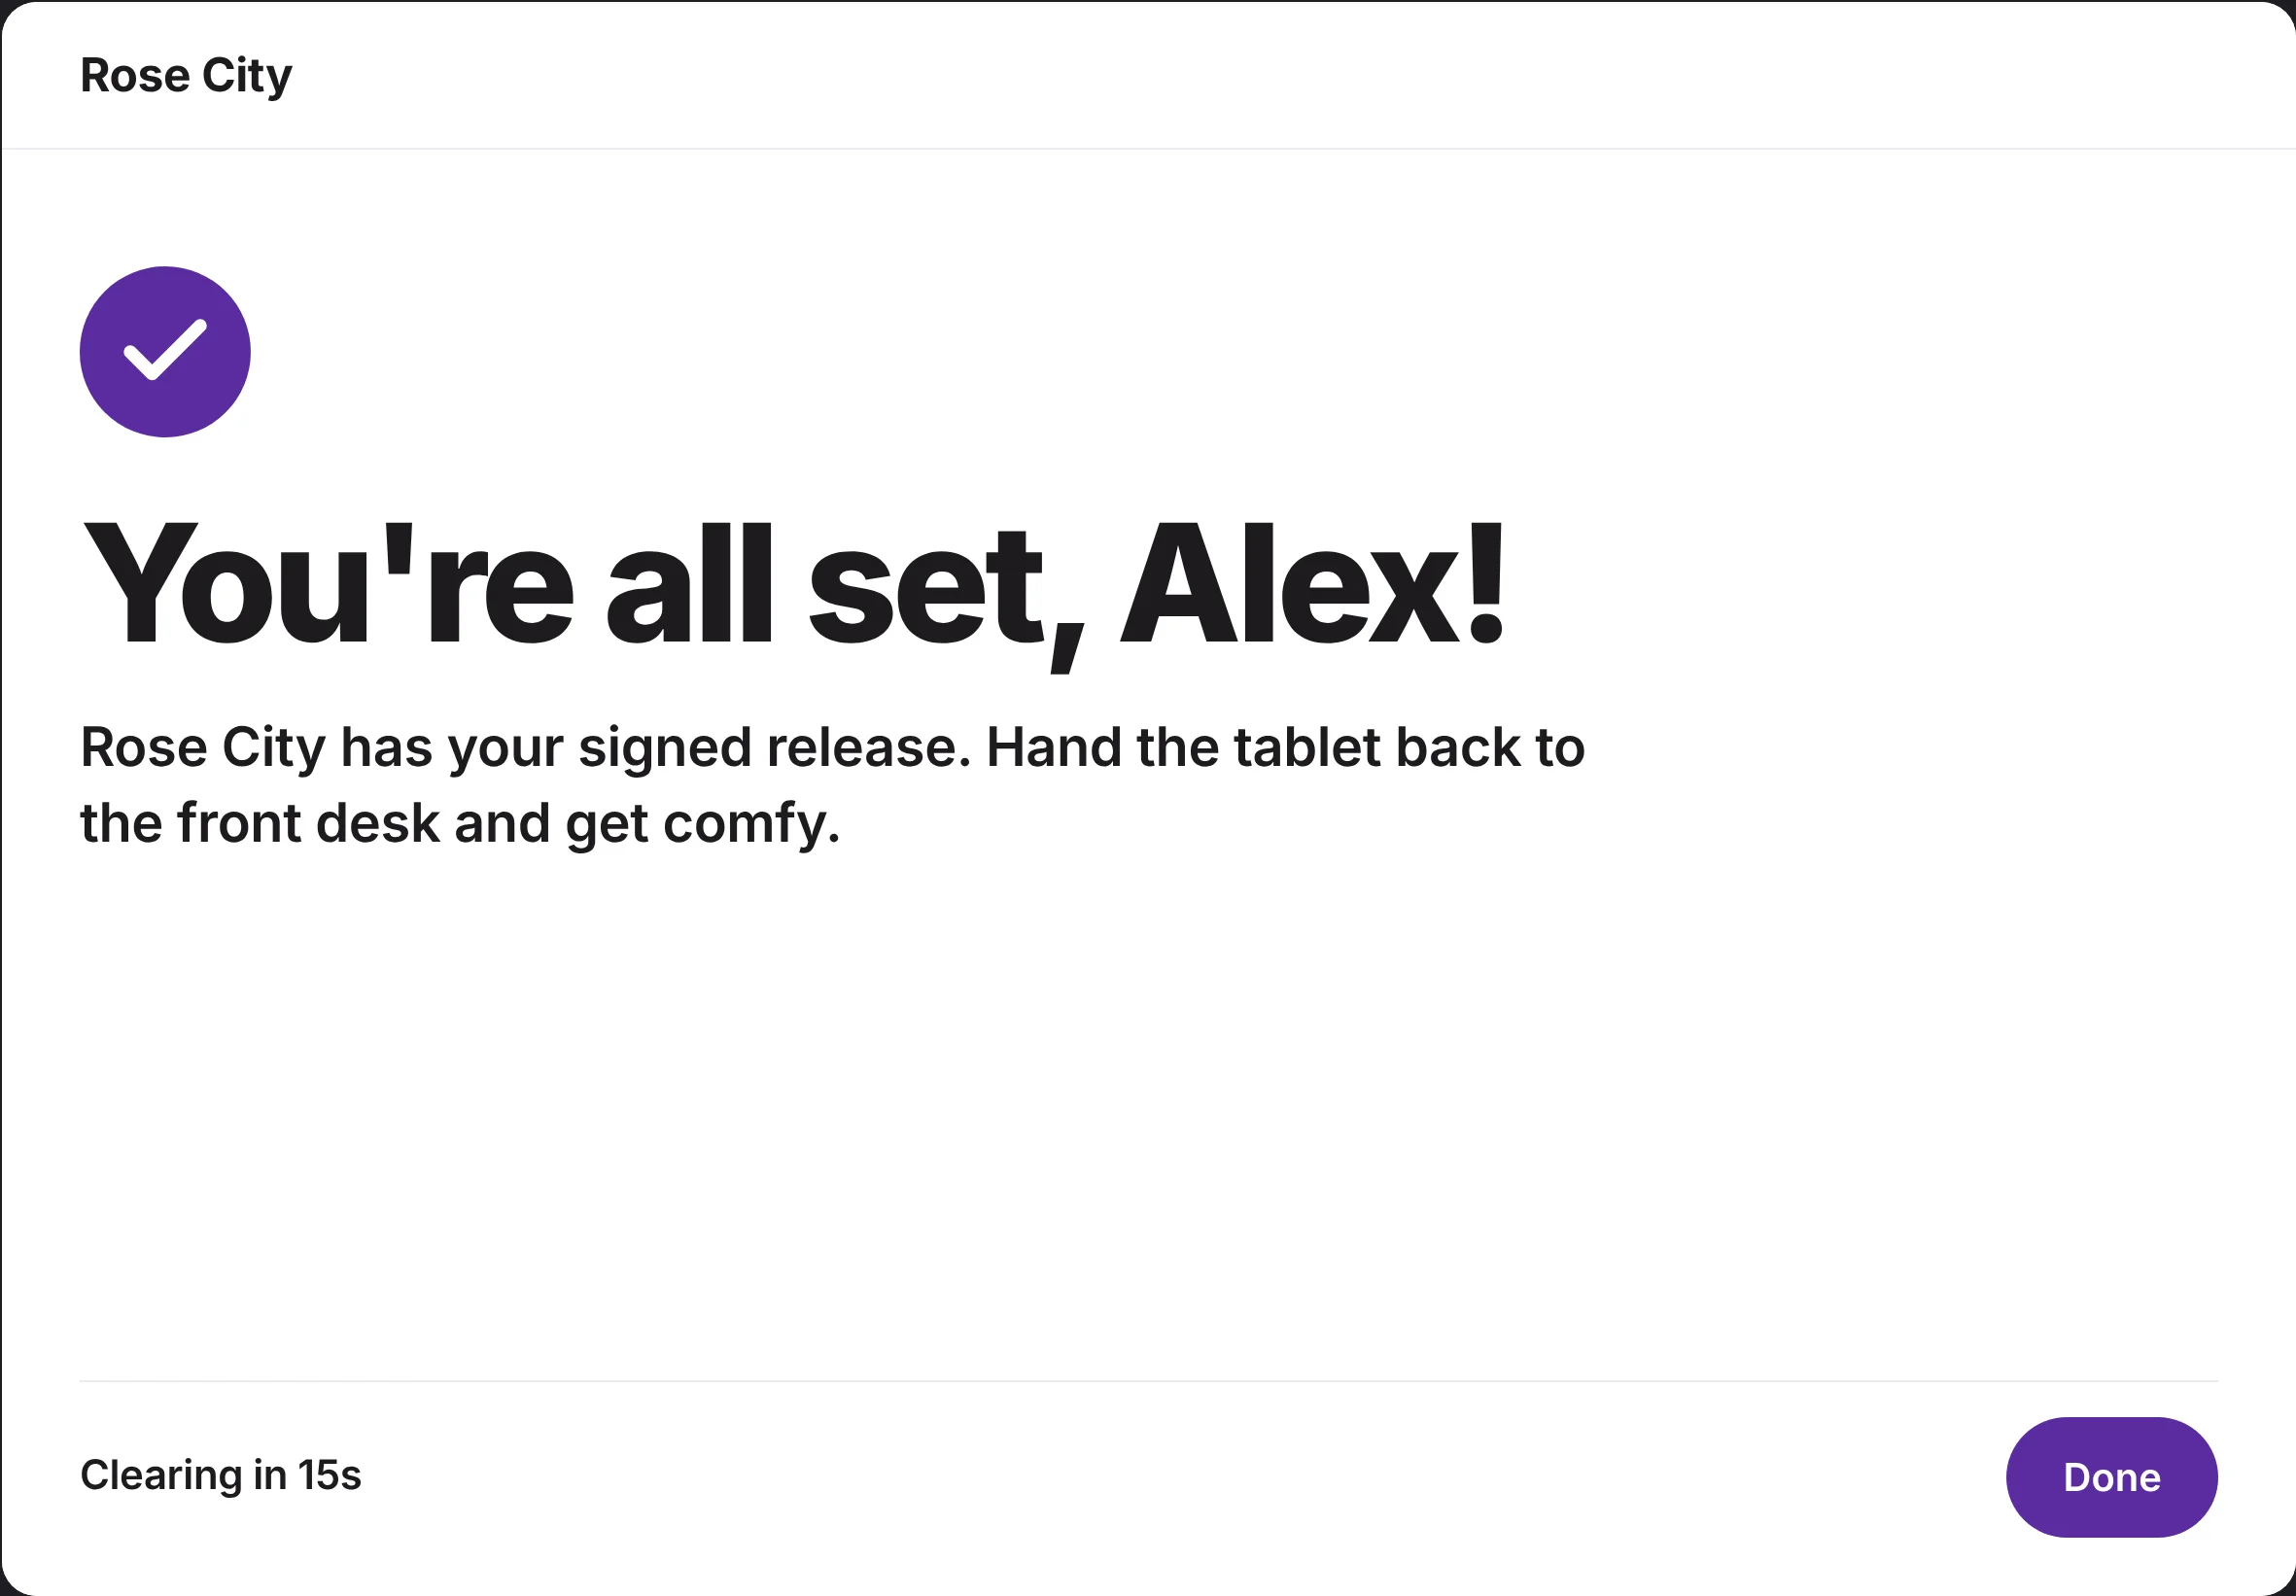 Rose City
You're all set, Alex!
Rose City has your signed release. Hand the tablet back to
the front desk and get comfy.
Clearing in 15s
Done